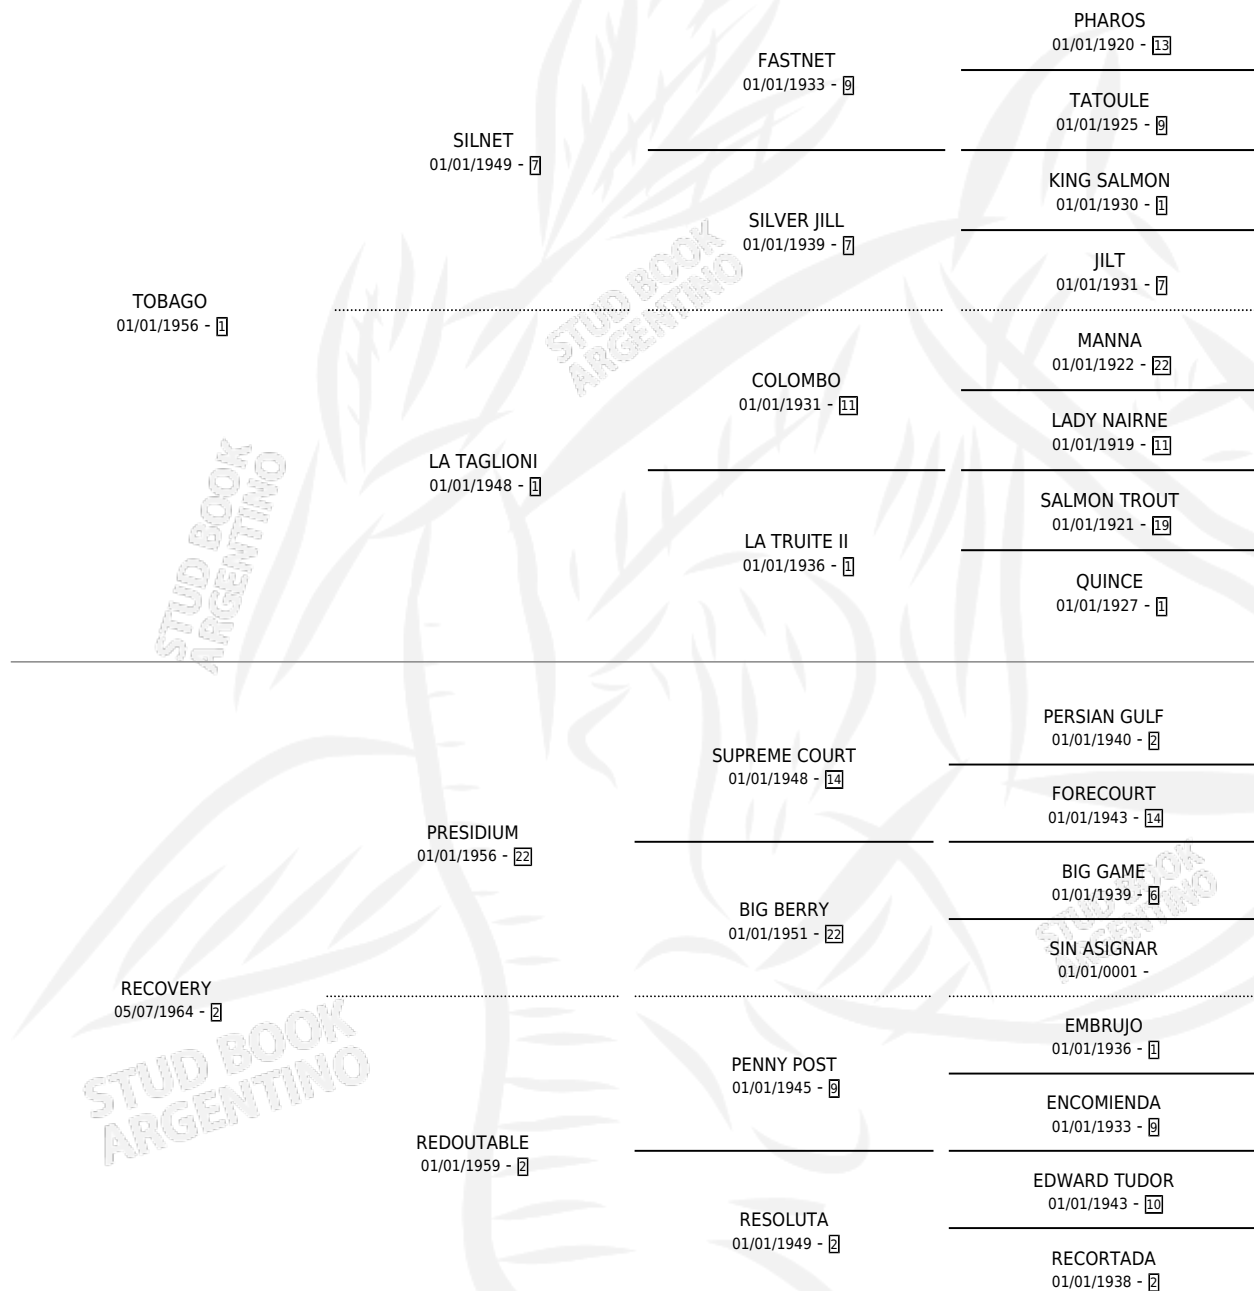 PHAROS
01/01/1920 - 13
FASTNET
01/01/1933 - 9
TATOULE
01/01/1925 - 9
SILNET
01/01/1949 - 7
KING SALMON
01/01/1930 - 1
SILVER JILL
01/01/1939 - 7
JILT
01/01/1931 - 7
TOBAGO
01/01/1956 - 1
MANNA
01/01/1922 - 22
COLOMBO
01/01/1931 - 11
LADY NAIRNE
01/01/1919 - 11
LA TAGLIONI
01/01/1948 - 1
SALMON TROUT
01/01/1921 - 19
LA TRUITE II
01/01/1936 - 1
QUINCE
01/01/1927 - 1
PERSIAN GULF
01/01/1940 - 2
SUPREME COURT
01/01/1948 - 14
FORECOURT
01/01/1943 - 14
PRESIDIUM
01/01/1956 - 22
BIG GAME
01/01/1939 - 6
BIG BERRY
01/01/1951 - 22
SIN ASIGNAR
01/01/0001 -
RECOVERY
05/07/1964 - 2
EMBRUJO
01/01/1936 - 1
PENNY POST
01/01/1945 - 9
ENCOMIENDA
01/01/1933 - 9
REDOUTABLE
01/01/1959 - 2
EDWARD TUDOR
01/01/1943 - 10
RESOLUTA
01/01/1949 - 2
RECORTADA
01/01/1938 - 2
STUD BOOK
ARGENTINO
STUD BOOK
ARGENTINO
STUD BOOK
ARGENTINO
STUD BOOK
ARGENTINO